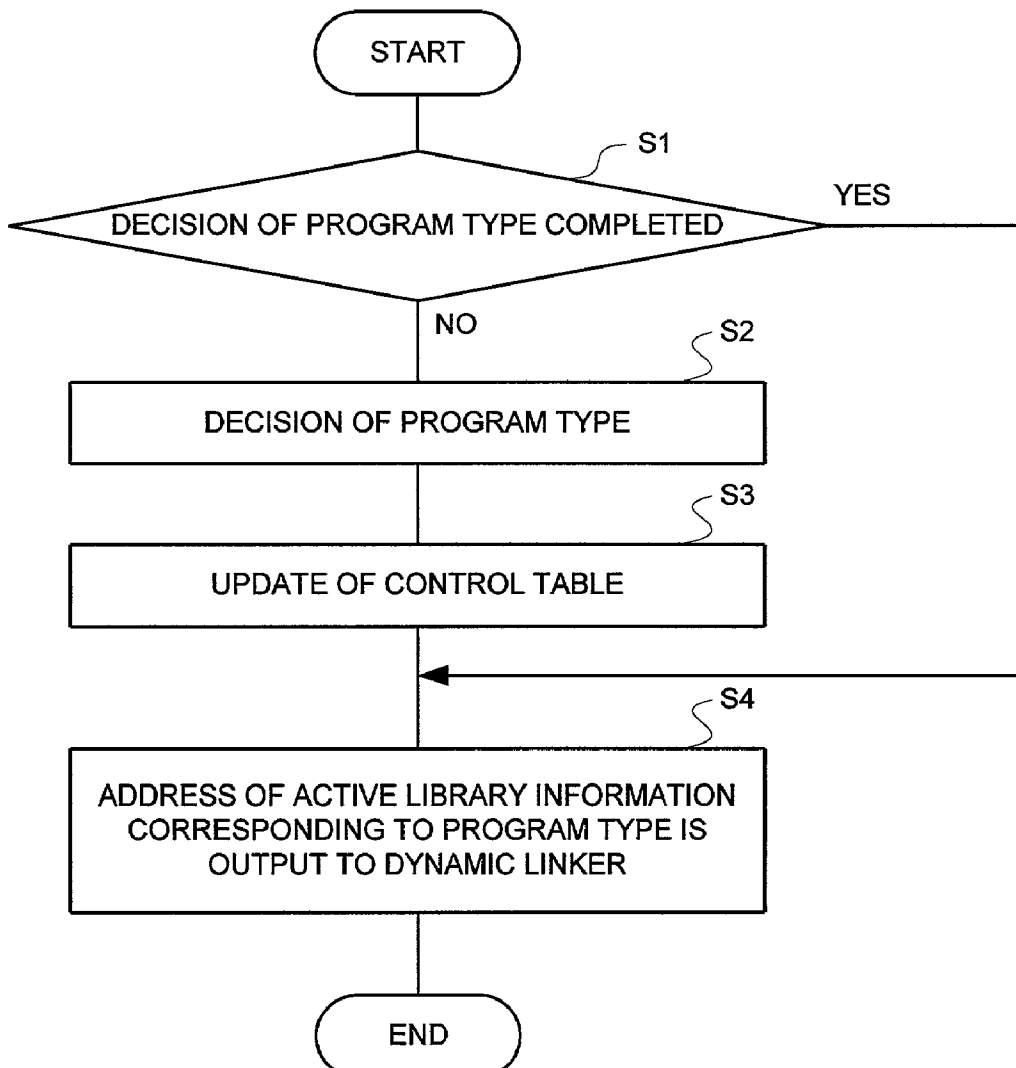 START
S1
YES
DECISION OF PROGRAM TYPE COMPLETED
NO
S2
DECISION OF PROGRAM TYPE
S3
UPDATE OF CONTROL TABLE
S4
ADDRESS OF ACTIVE LIBRARY INFORMATION
CORRESPONDING TO PROGRAM TYPE IS
OUTPUT TO DYNAMIC LINKER
END